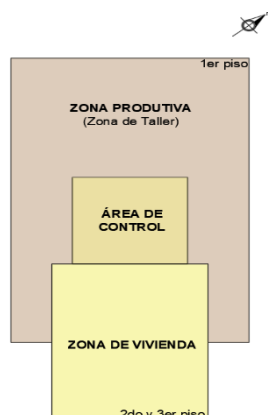 1er piso
ZONA PRODUTIVA
(Zona de Taller)
ÁREA DE
CONTROL
ZONA DE VIVIENDA
2do y 3er piso